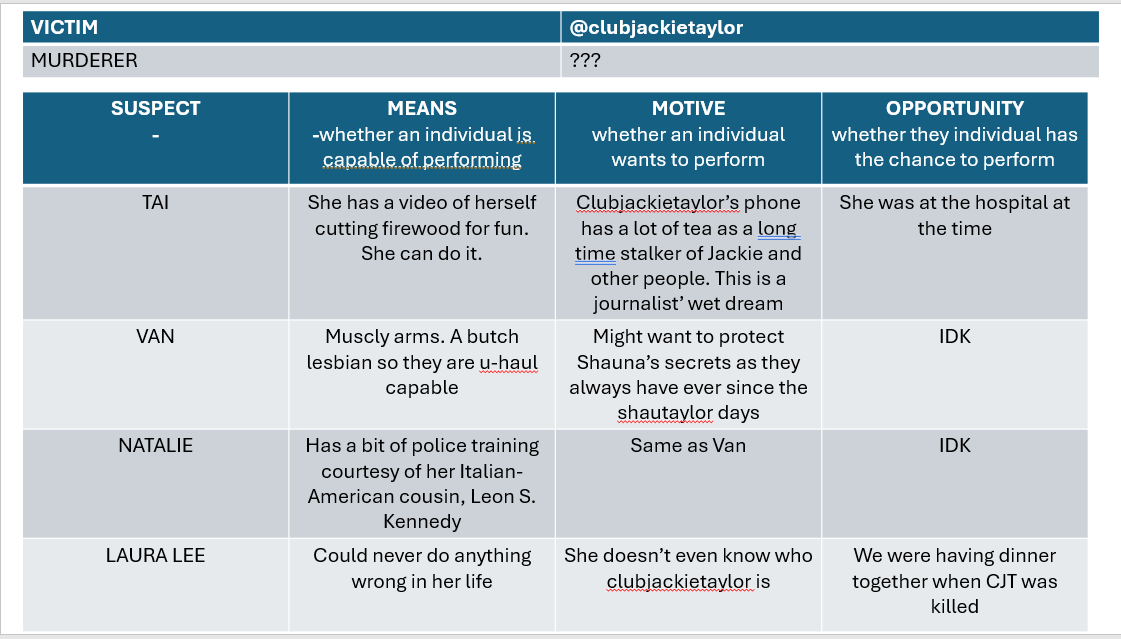 VICTIM
@clubjackietaylor
MURDERER
???
SUSPECT
-
MEANS
-whether an individual is
capable of performing
MOTIVE
whether an individual
wants to perform
OPPORTUNITY
whether they individual has
the chance to perform
TAI
She has a video of herself
cutting firewood for fun.
She can do it.
Clubjackietaylor’s phone
has a lot of tea as a long
time stalker of Jackie and
other people. This is a
journalist’ wet dream
She was at the hospital at
the time
VAN
Muscly arms. A butch
lesbian so they are u-haul
capable
Might want to protect
Shauna’s secrets as they
always have ever since the
shautaylor days
IDK
NATALIE
Has a bit of police training
courtesy of her Italian-
American cousin, Leon S.
Kennedy
Same as Van
IDK
LAURA LEE
Could never do anything
wrong in her life
She doesn’t even know who
clubjackietaylor is
We were having dinner
together when CJT was
killed